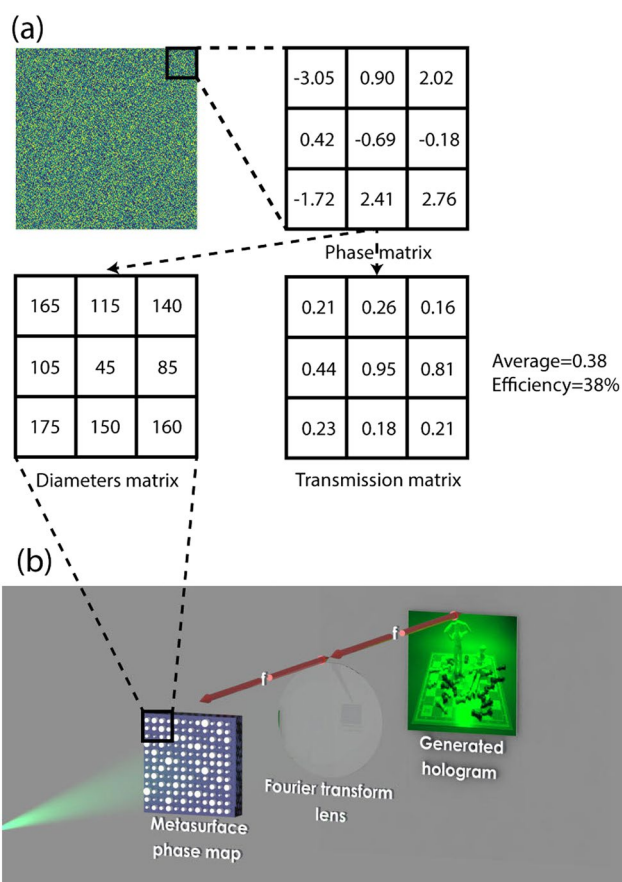 (a)
-3.05 0.90 2.02
0.42 -0.69 -0.18
-1.72 2.41 2.76
Phase matrix
165 115 140
105 45 85
175 150 160
Diameters matrix
0.21 0.26 0.16
0.44 0.95 0.81
0.23 0.18 0.21
Transmission matrix
Average=0.38
Efficiency=38%
(b)
f
f
Generated
hologram
Fourier transform
lens
Metasurface
phase map